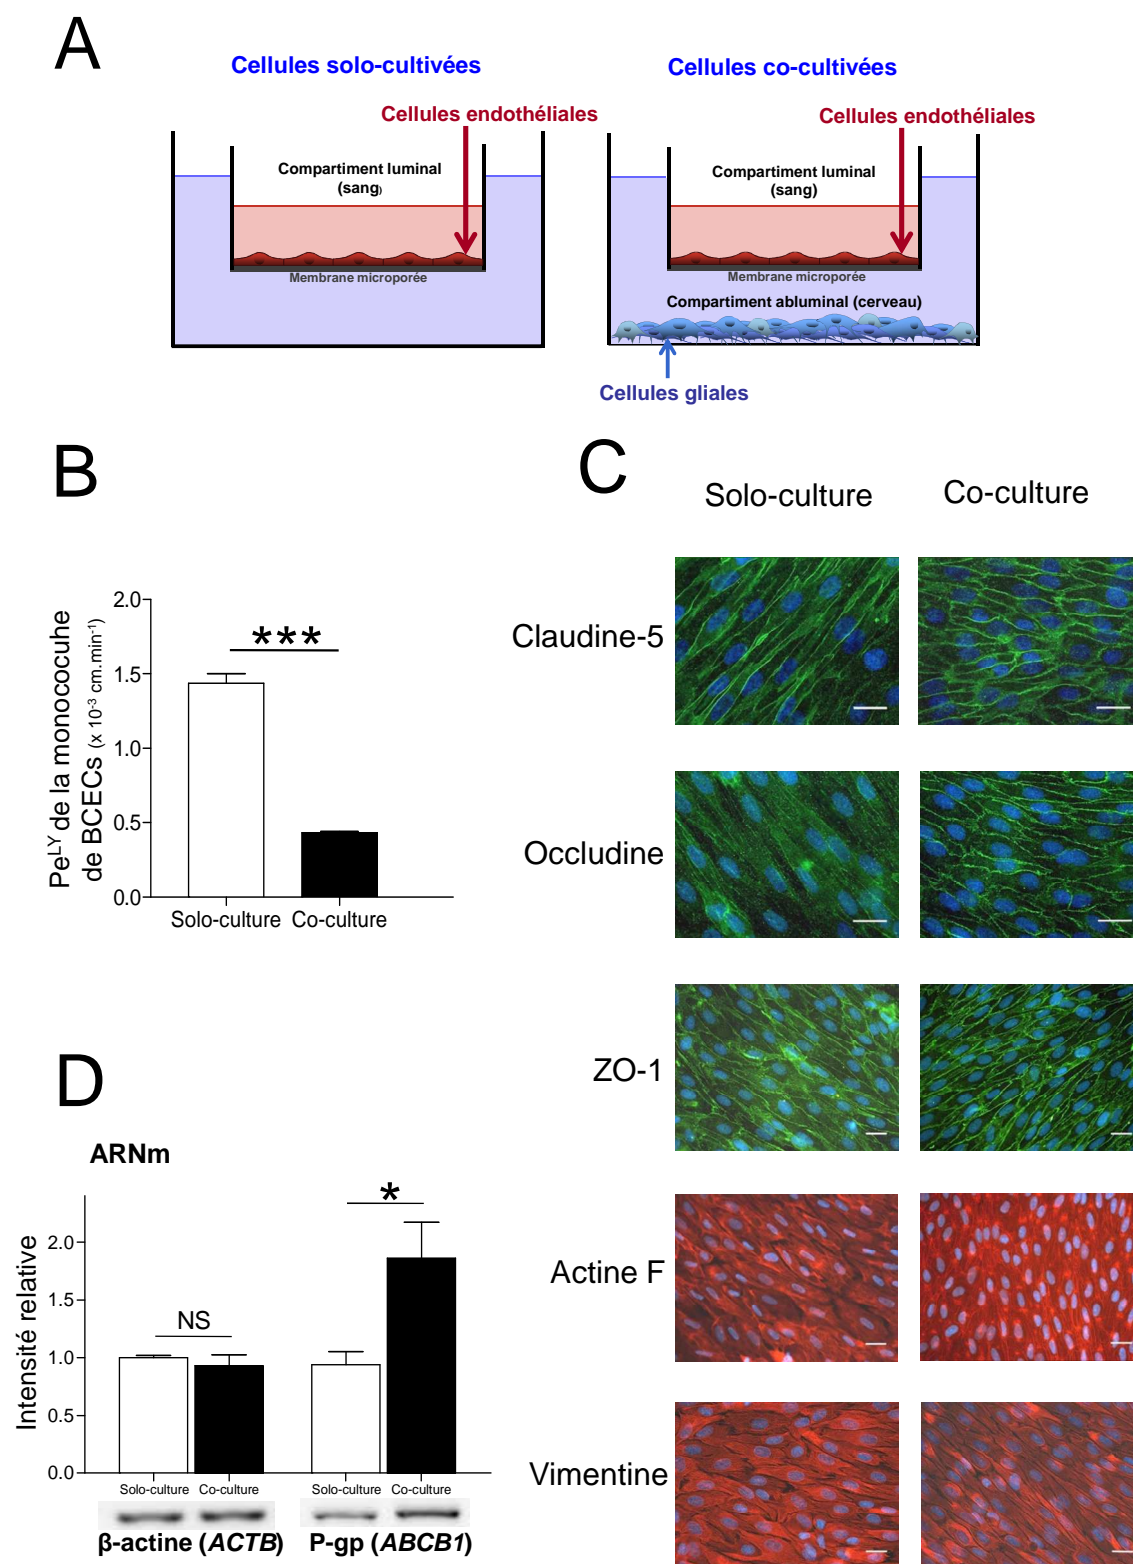 A
Cellules solo-cultivées
Cellules co-cultivées
Cellules endothéliales
Cellules endothéliales
Compartiment luminal
(sang)
Compartiment luminal
(sang)
Membrane microporée
Membrane microporée
Compartiment abluminal (cerveau)
Cellules gliales
B
Pe^LY de la monococuhe
de BCECs (x 10⁻³ cm.min⁻¹)
2.0
1.5
1.0
0.5
0.0
***
Solo-culture
Co-culture
C
Solo-culture
Co-culture
Claudine-5
Occludine
ZO-1
Actine F
Vimentine
D
ARNm
Intensité relative
2.0
1.5
1.0
0.5
0.0
NS
*
Solo-culture
Co-culture
Solo-culture
Co-culture
β-actine (ACTB)
P-gp (ABCB1)